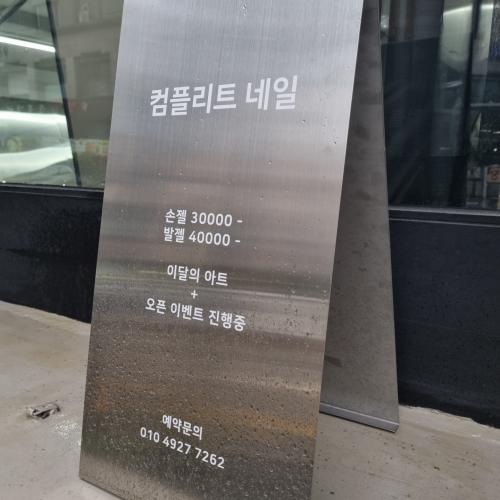 컴플리트 네일
손젤 30000 -
발젤 40000 -
이달의 아트
+
오픈 이벤트 진행중
예약문의
010 4927 7262